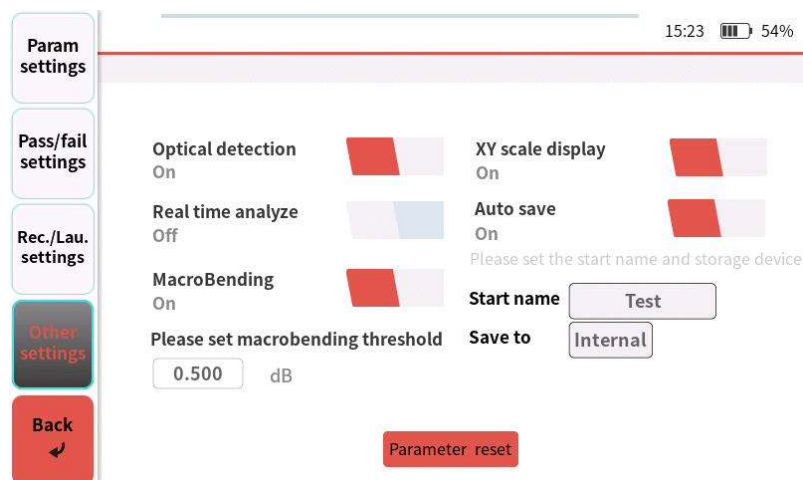 15:23 54%
Param
settings
Pass/fail
settings
Rec./Lau.
settings
Other
settings
Back
Optical detection
On
Real time analyze
Off
MacroBending
On
Please set macrobending threshold
0.500 dB
XY scale display
On
Auto save
On
Please set the start name and storage device
Start name Test
Save to Internal
Parameter reset